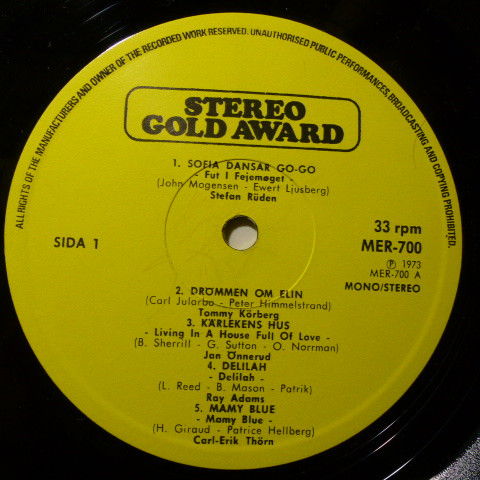 ALL RIGHTS OF THE MANUFACTURERS AND OWNER OF THE RECORDED WORK RESERVED. UNAUTHORISED PUBLIC PERFORMANCES, BROADCASTING AND COPYING PROHIBITED.
STEREO
GOLD AWARD
1. SOFIA DANSAR GO-GO
- Fut I Fejemøget -
(John Mogensen - Ewert Ljusberg)
Stefan Rüden
SIDA 1
33 rpm
MER-700
Ⓟ 1973
MER-700 A
MONO/STEREO
2. DRÖMMEN OM ELIN
(Carl Jularbo - Peter Himmelstrand)
Tommy Körberg
3. KÄRLEKENS HUS
- Living In A House Full Of Love -
(B. Sherrill - G. Sutton - O. Norrman)
Jan Önnerud
4. DELILAH
- Delilah -
(L. Reed - B. Mason - Patrik)
Ray Adams
5. MAMY BLUE
- Mamy Blue -
(H. Giraud - Patrice Hellberg)
Carl-Erik Thörn